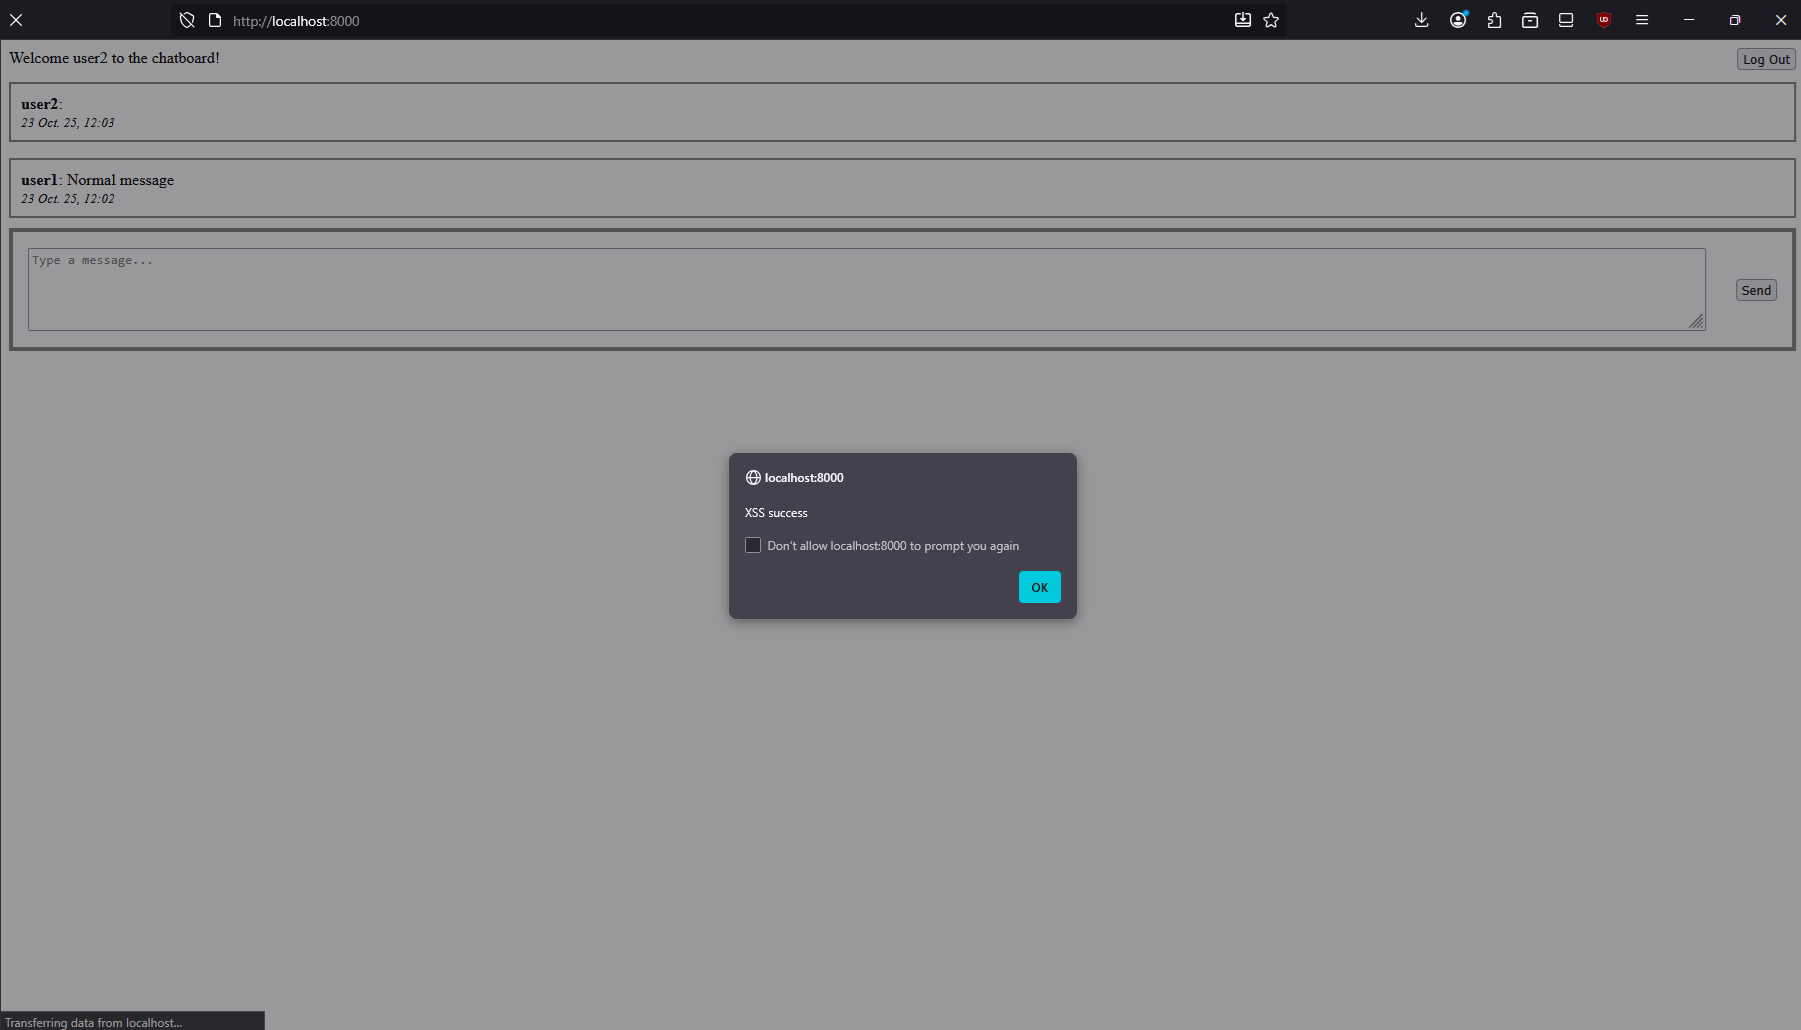 http://localhost:8000
Welcome user2 to the chatboard!
Log Out
user2:
23 Oct. 25, 12:03
user1: Normal message
23 Oct. 25, 12:02
Type a message...
Send
localhost:8000
XSS success
Don't allow localhost:8000 to prompt you again
OK
Transferring data from localhost...